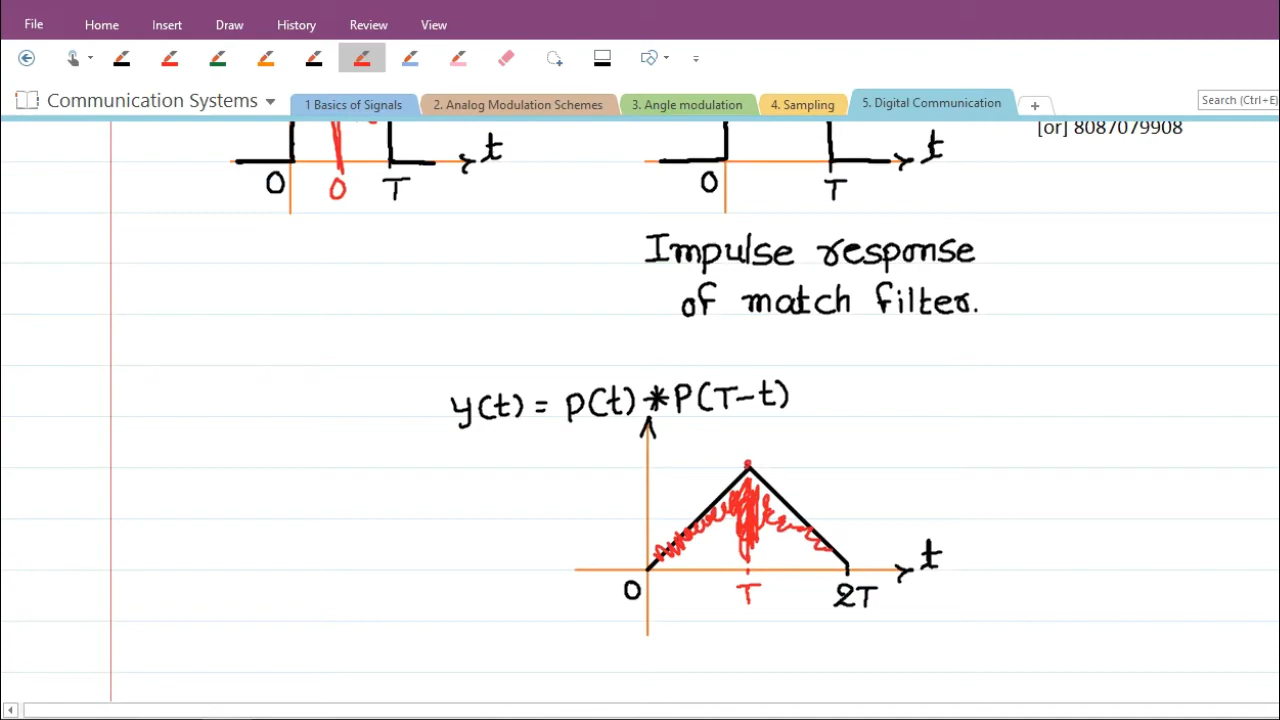 File Home Insert Draw History Review View
Communication Systems 1 Basics of Signals 2. Analog Modulation Schemes 3. Angle modulation 4. Sampling 5. Digital Communication + Search (Ctrl+E)
[or] 8087079908
t t
0 0 T 0 T
Impulse response
of match filter.
y(t) = p(t) * P(T-t)
t
0 T 2T